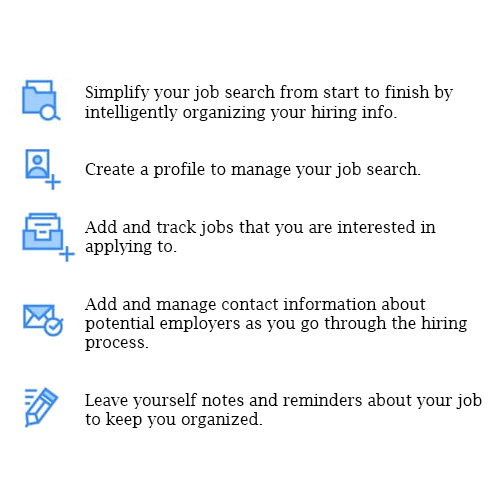 Simplify your job search from start to finish by
intelligently organizing your hiring info.
Create a profile to manage your job search.
Add and track jobs that you are interested in
applying to.
Add and manage contact information about
potential employers as you go through the hiring
process.
Leave yourself notes and reminders about your job
to keep you organized.